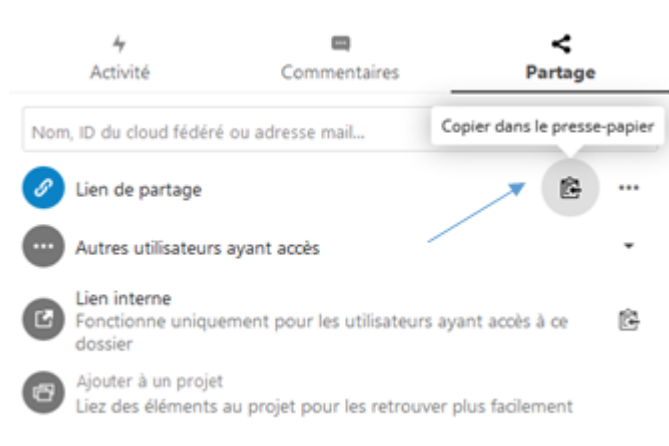 Activité
Commentaires
Partage
Nom, ID du cloud fédéré ou adresse mail...
Copier dans le presse-papier
Lien de partage
Autres utilisateurs ayant accès
Lien interne
Fonctionne uniquement pour les utilisateurs ayant accès à ce
dossier
Ajouter à un projet
Liez des éléments au projet pour les retrouver plus facilement